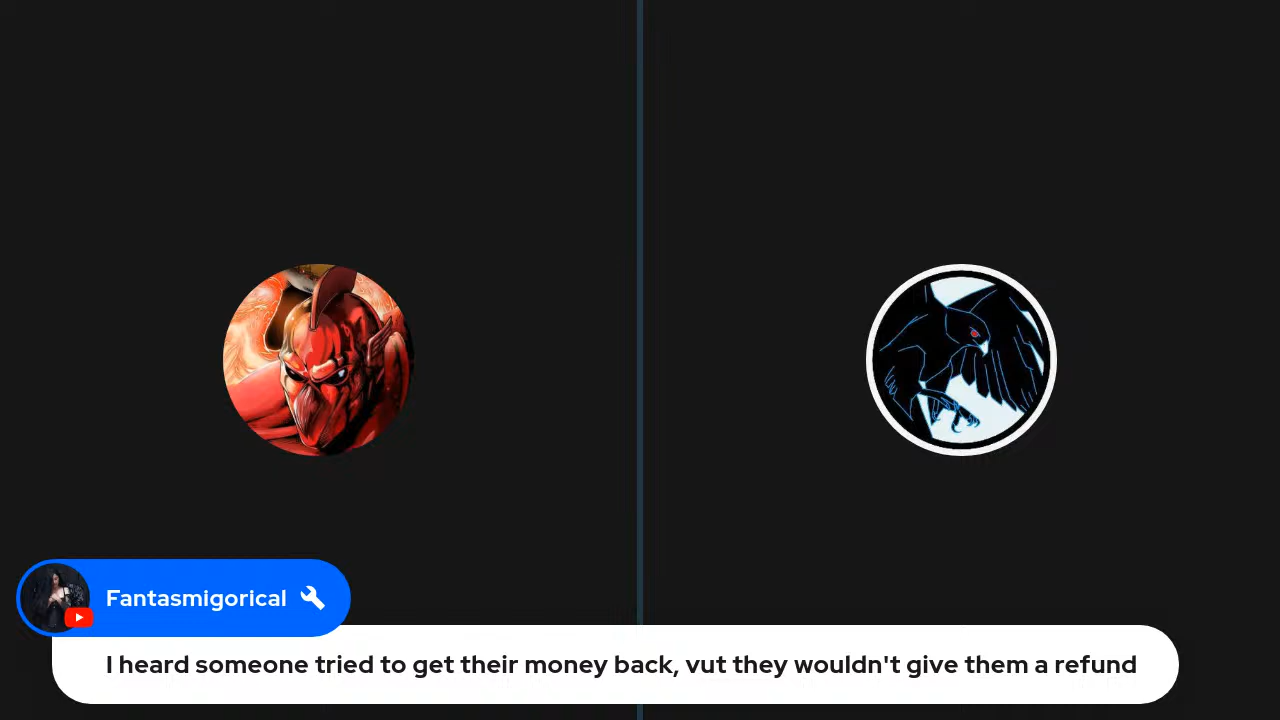 Fantasmigorical
I heard someone tried to get their money back, vut they wouldn't give them a refund